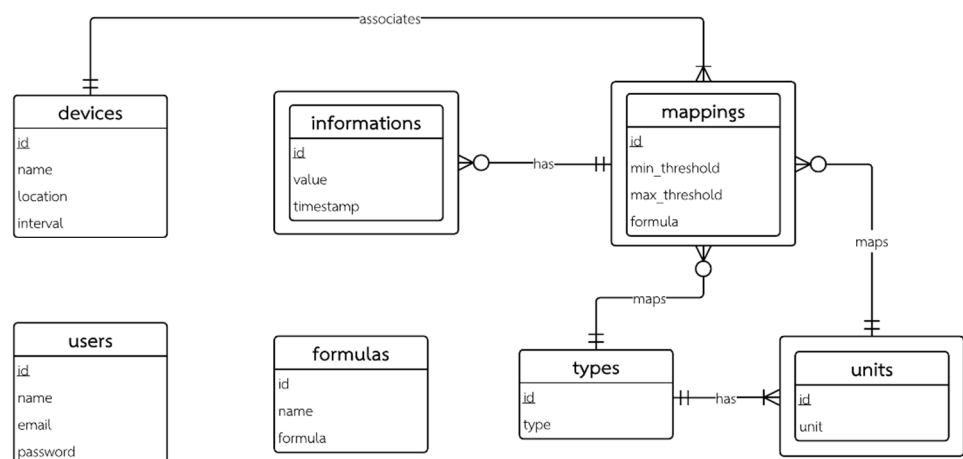 associates
devices
id
name
location
interval
informations
id
value
timestamp
has
mappings
id
min_threshold
max_threshold
formula
maps
maps
users
id
name
email
password
formulas
id
name
formula
types
id
type
has
units
id
unit